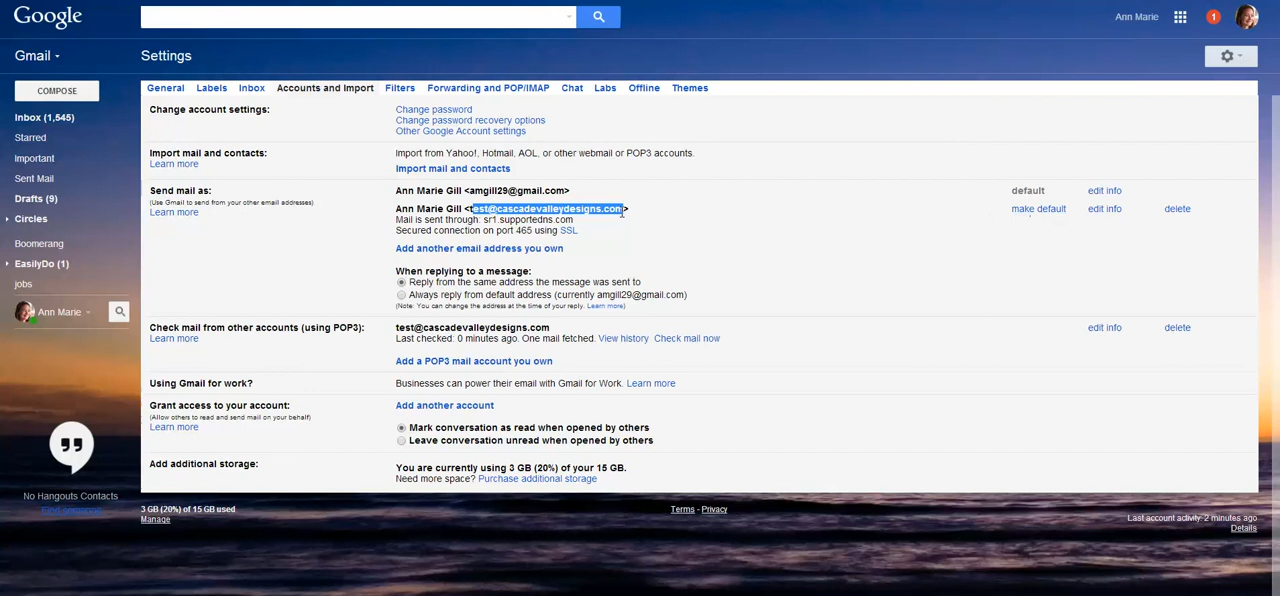 Google
Ann Marie
1
Gmail
Settings
COMPOSE
General Labels Inbox Accounts and Import Filters Forwarding and POP/IMAP Chat Labs Offline Themes
Inbox (1,545)
Starred
Important
Sent Mail
Drafts (9)
Circles
Boomerang
EasilyDo (1)
jobs
Ann Marie
No Hangouts Contacts
Change account settings:
Change password
Change password recovery options
Other Google Account settings
Import mail and contacts:
Learn more
Import from Yahoo!, Hotmail, AOL, or other webmail or POP3 accounts.
Import mail and contacts
Send mail as:
(Use Gmail to send from your other email addresses)
Learn more
Ann Marie Gill <amgill29@gmail.com>
default edit info
Ann Marie Gill <test@cascadevalleydesigns.com>
make default edit info delete
Mail is sent through: sr1.supportedns.com
Secured connection on port 465 using SSL
Add another email address you own
When replying to a message:
Reply from the same address the message was sent to
Always reply from default address (currently amgill29@gmail.com)
(Note: You can change the address at the time of your reply. Learn more)
Check mail from other accounts (using POP3):
Learn more
test@cascadevalleydesigns.com
edit info delete
Last checked: 0 minutes ago. One mail fetched. View history Check mail now
Add a POP3 mail account you own
Using Gmail for work?
Businesses can power their email with Gmail for Work. Learn more
Grant access to your account:
(Allow others to read and send mail on your behalf)
Learn more
Add another account
Mark conversation as read when opened by others
Leave conversation unread when opened by others
Add additional storage:
You are currently using 3 GB (20%) of your 15 GB.
Need more space? Purchase additional storage
3 GB (20%) of 15 GB used
Manage
Terms - Privacy
Last account activity: 2 minutes ago
Details